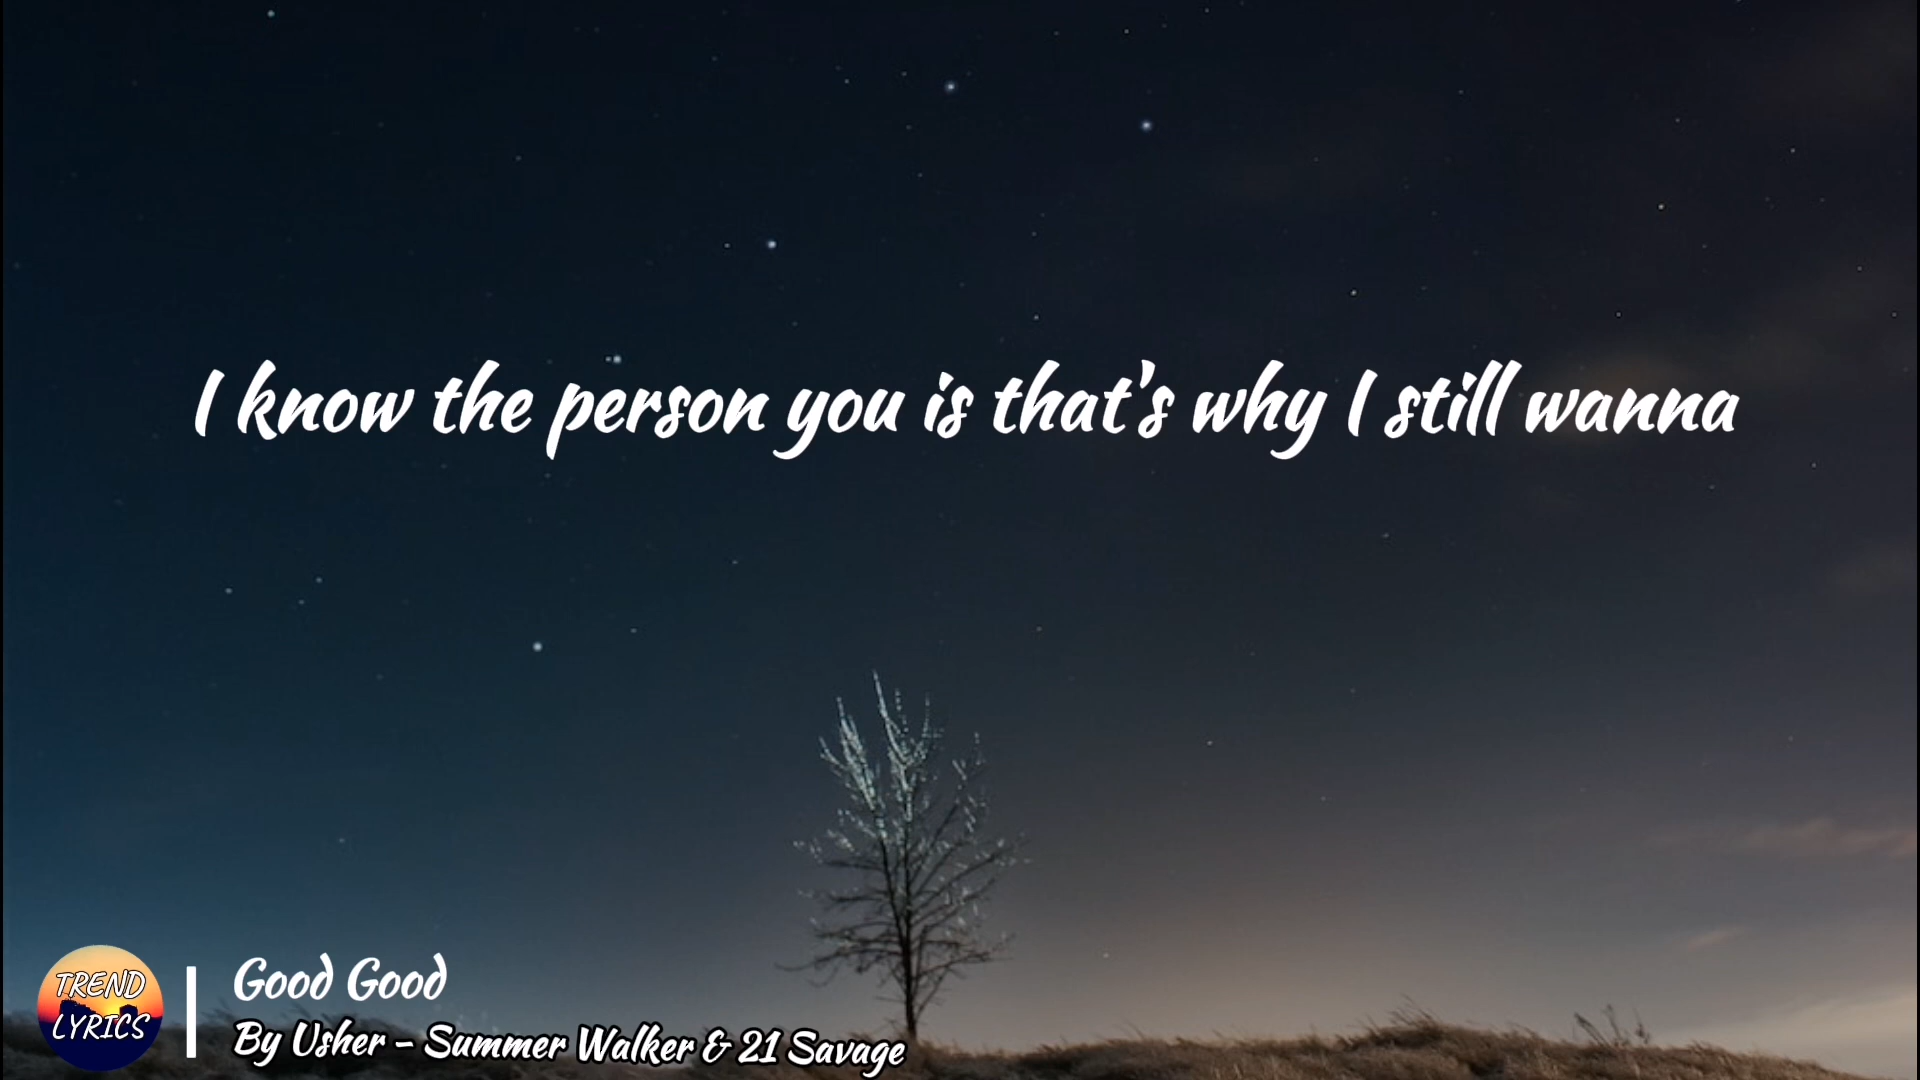 I know the person you is that's why I still wanna
TREND
LYRICS
Good Good
By Usher - Summer Walker & 21 Savage